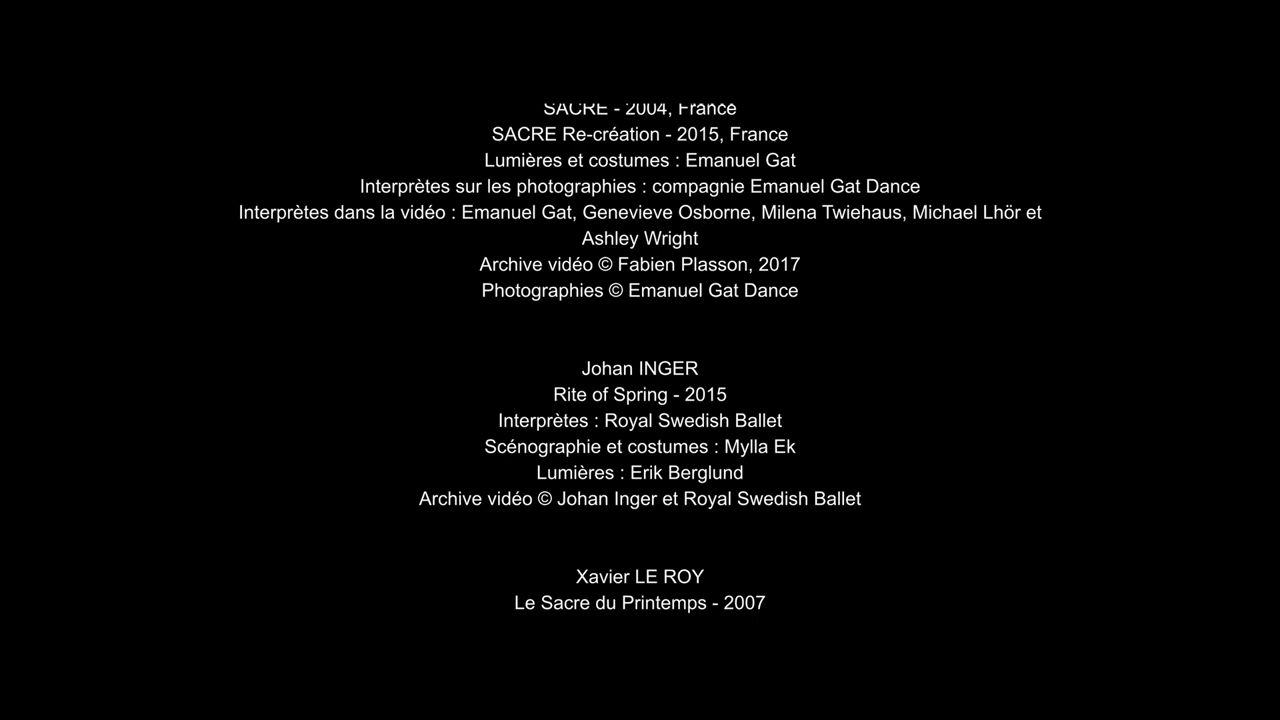 SACRE - 2004, France
SACRE Re-création - 2015, France
Lumières et costumes : Emanuel Gat
Interprètes sur les photographies : compagnie Emanuel Gat Dance
Interprètes dans la vidéo : Emanuel Gat, Genevieve Osborne, Milena Twiehaus, Michael Lhör et
Ashley Wright
Archive vidéo © Fabien Plasson, 2017
Photographies © Emanuel Gat Dance
Johan INGER
Rite of Spring - 2015
Interprètes : Royal Swedish Ballet
Scénographie et costumes : Mylla Ek
Lumières : Erik Berglund
Archive vidéo © Johan Inger et Royal Swedish Ballet
Xavier LE ROY
Le Sacre du Printemps - 2007